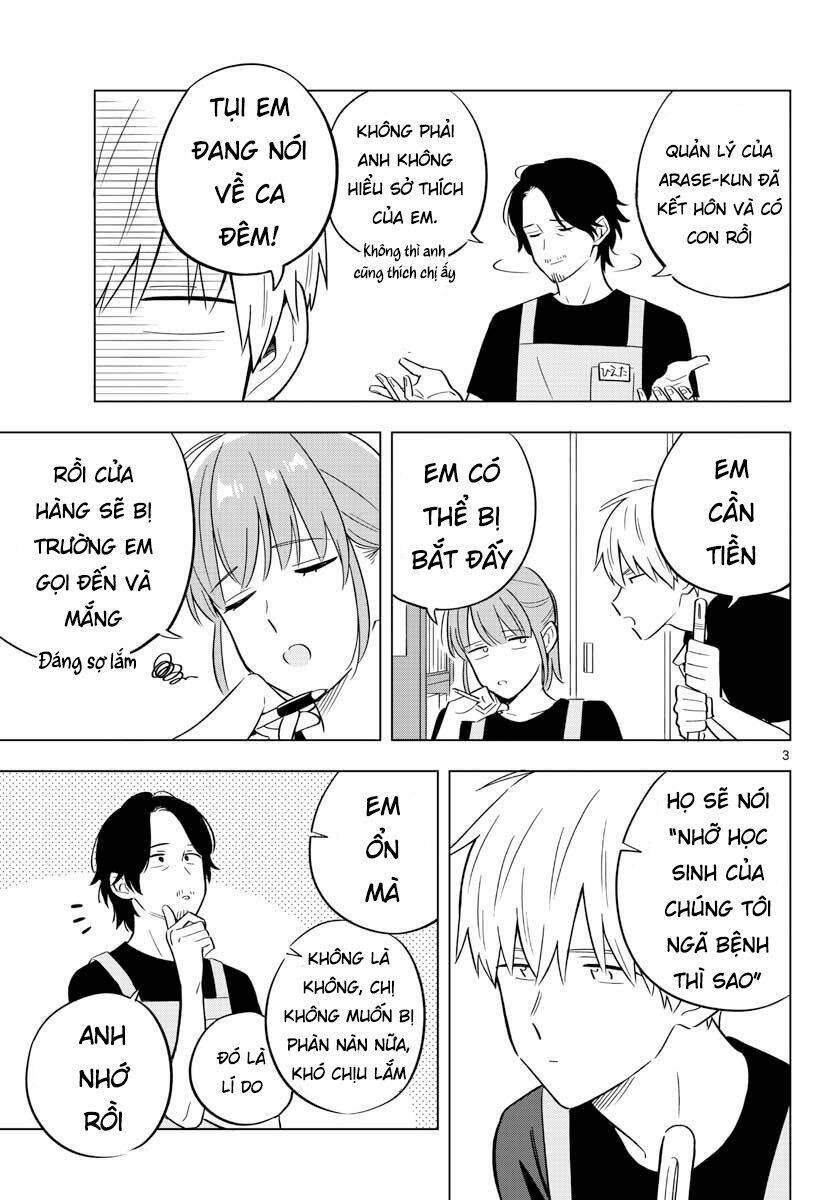 QUẢN LÝ CỦA
ARASE-KUN ĐÃ
KẾT HÔN VÀ CÓ
CON RỒI
KHÔNG PHẢI
ANH KHÔNG
HIỂU SỞ THÍCH
CỦA EM.
Không thì anh
cũng thích chị ấy
ひえた
TỤI EM
ĐANG NÓI
VỀ CA
ĐÊM!
EM
CẦN
TIỀN
EM CÓ
THỂ BỊ
BẮT ĐẤY
RỒI CỬA
HÀNG SẼ BỊ
TRƯỜNG EM
GỌI ĐẾN VÀ
MẮNG
Đáng sợ lắm
3
HỌ SẼ NÓI
"NHỠ HỌC
SINH CỦA
CHÚNG TÔI
NGÃ BỆNH
THÌ SAO"
EM
ỔN
MÀ
KHÔNG LÀ
KHÔNG, CHỊ
KHÔNG MUỐN BỊ
PHÀN NÀN NỮA,
KHÓ CHỊU LẮM
ĐÓ LÀ
LÍ DO
ANH
NHỚ
RỒI